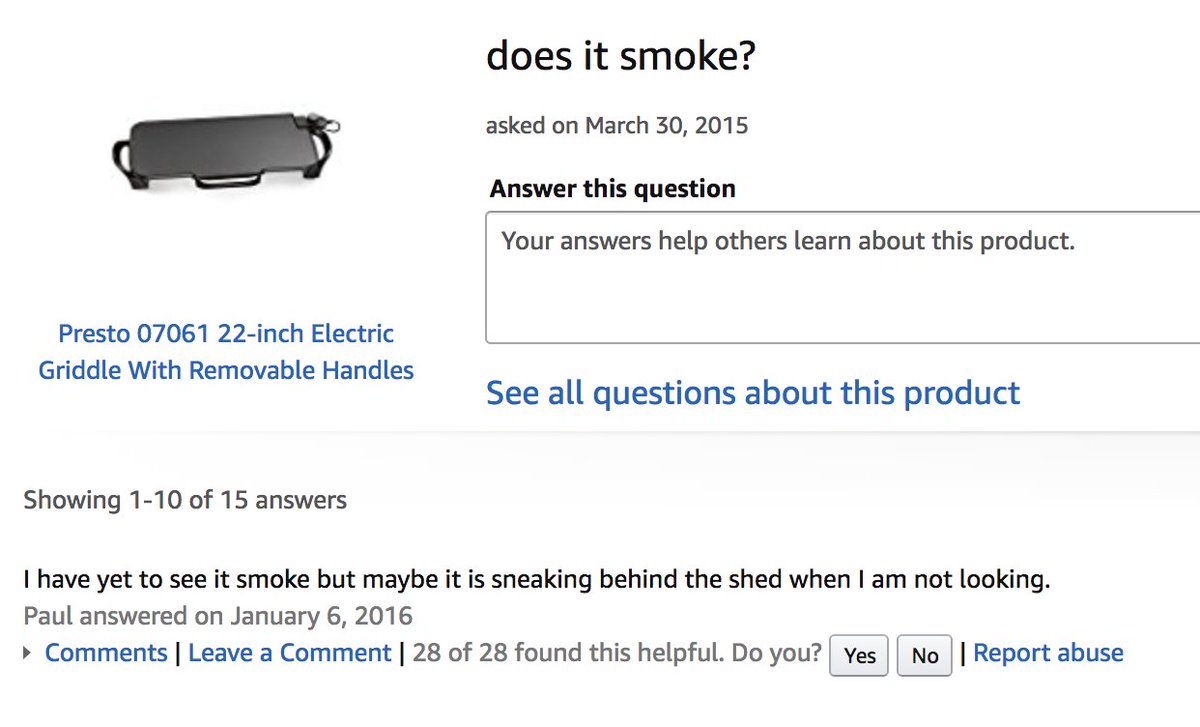 does it smoke?
asked on March 30, 2015
Answer this question
Your answers help others learn about this product.
Presto 07061 22-inch Electric
Griddle With Removable Handles
See all questions about this product
Showing 1-10 of 15 answers
I have yet to see it smoke but maybe it is sneaking behind the shed when I am not looking.
Paul answered on January 6, 2016
Comments | Leave a Comment | 28 of 28 found this helpful. Do you? Yes No | Report abuse